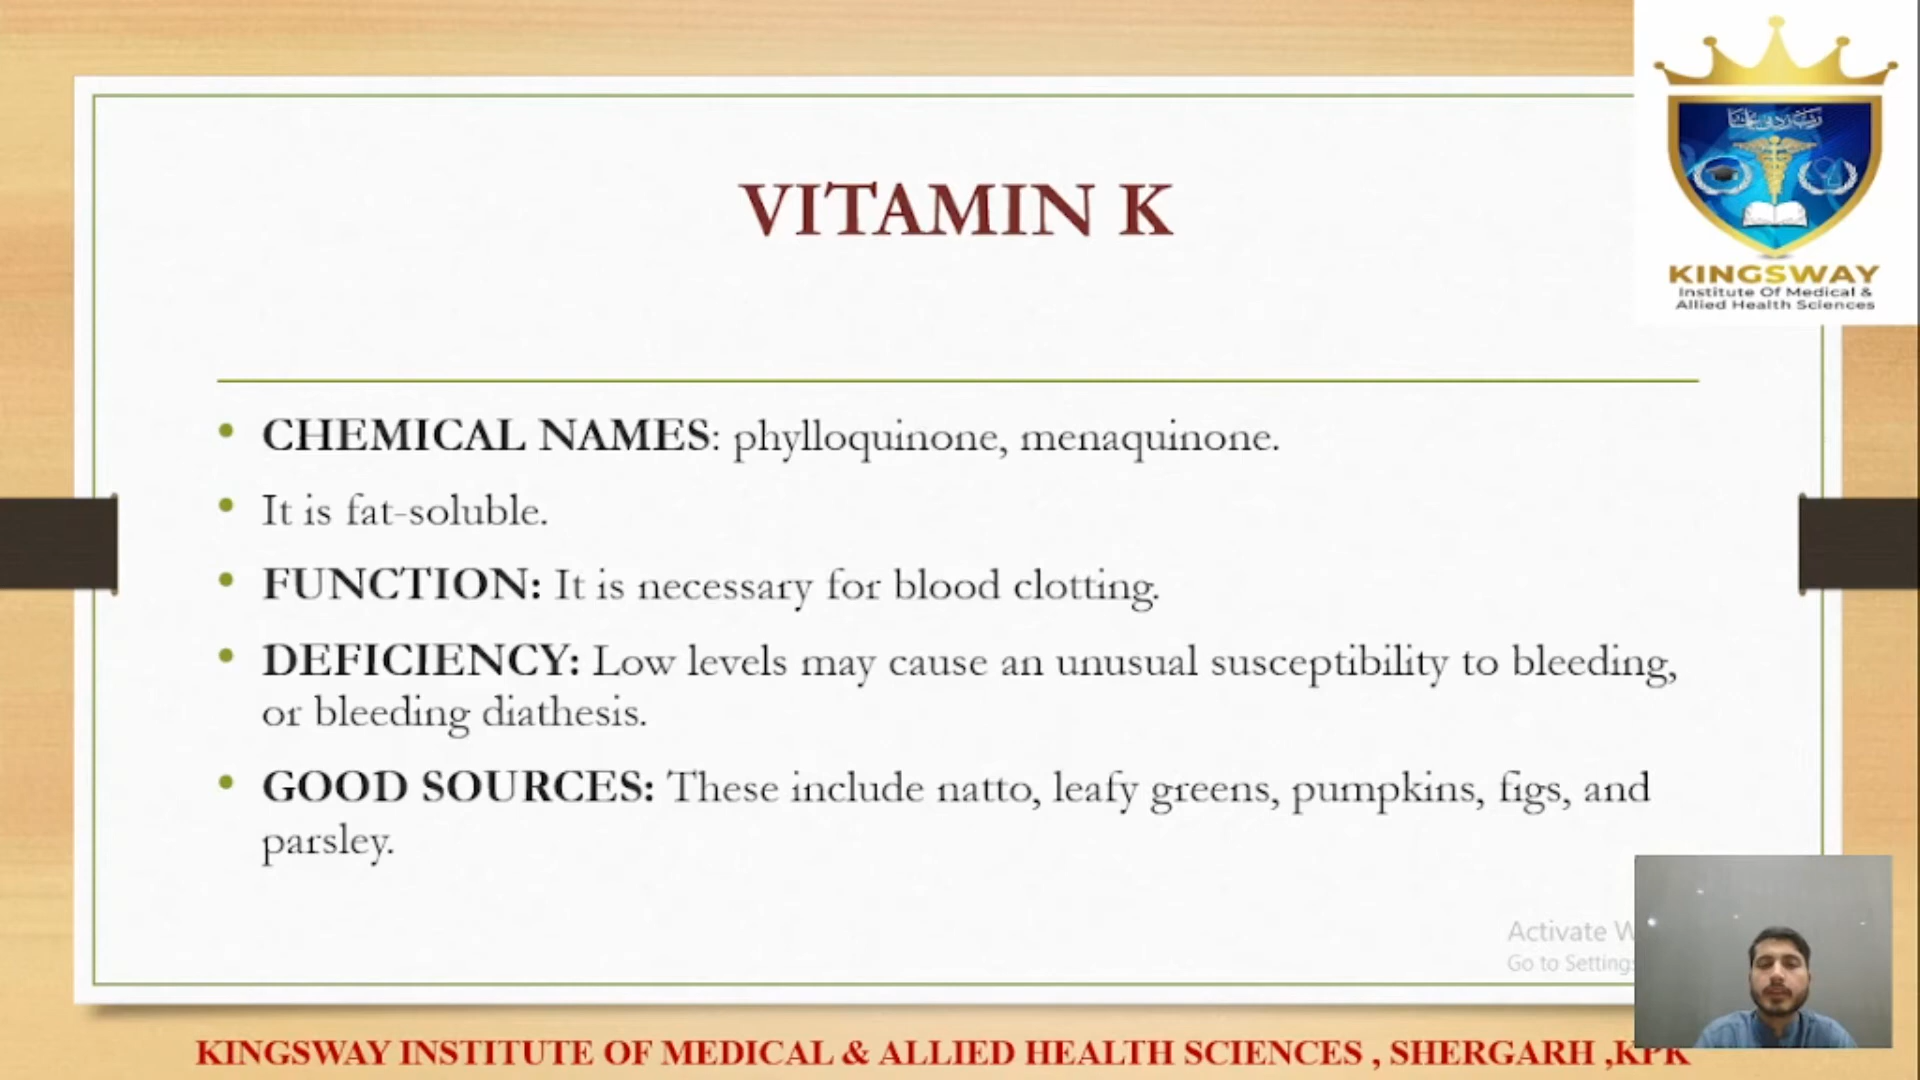 VITAMIN K
KINGSWAY
Institute Of Medical &
Allied Health Sciences
• CHEMICAL NAMES: phylloquinone, menaquinone.
• It is fat-soluble.
• FUNCTION: It is necessary for blood clotting.
• DEFICIENCY: Low levels may cause an unusual susceptibility to bleeding,
or bleeding diathesis.
• GOOD SOURCES: These include natto, leafy greens, pumpkins, figs, and
parsley.
Activate W
Go to Settings
KINGSWAY INSTITUTE OF MEDICAL & ALLIED HEALTH SCIENCES , SHERGARH ,KPK